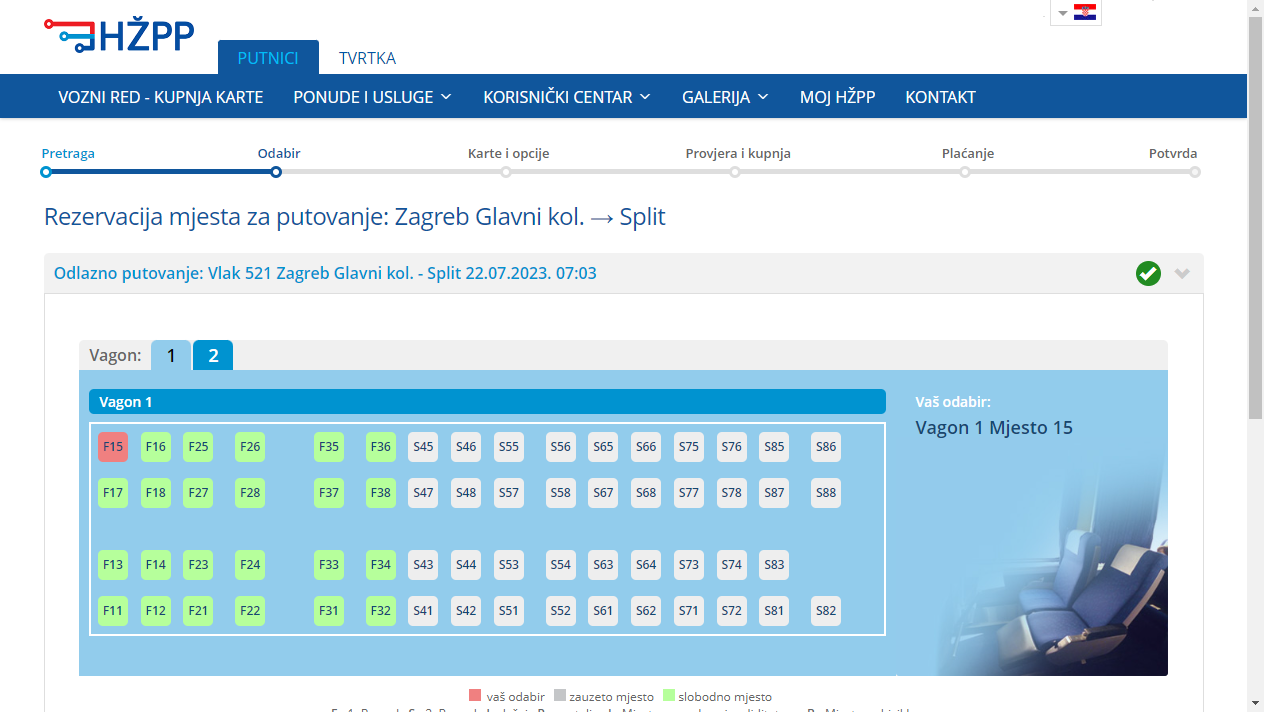 HŽPP
PUTNICI TVRTKA
VOZNI RED - KUPNJA KARTE PONUDE I USLUGE KORISNIČKI CENTAR GALERIJA MOJ HŽPP KONTAKT
Pretraga Odabir Karte i opcije Provjera i kupnja Plaćanje Potvrda
Rezervacija mjesta za putovanje: Zagreb Glavni kol. → Split
Odlazno putovanje: Vlak 521 Zagreb Glavni kol. - Split 22.07.2023. 07:03
Vagon: 1 2
Vagon 1
F15 F16 F25 F26 F35 F36 S45 S46 S55 S56 S65 S66 S75 S76 S85 S86
F17 F18 F27 F28 F37 F38 S47 S48 S57 S58 S67 S68 S77 S78 S87 S88
F13 F14 F23 F24 F33 F34 S43 S44 S53 S54 S63 S64 S73 S74 S83
F11 F12 F21 F22 F31 F32 S41 S42 S51 S52 S61 S62 S71 S72 S81 S82
Vaš odabir:
Vagon 1 Mjesto 15
vaš odabir zauzeto mjesto slobodno mjesto